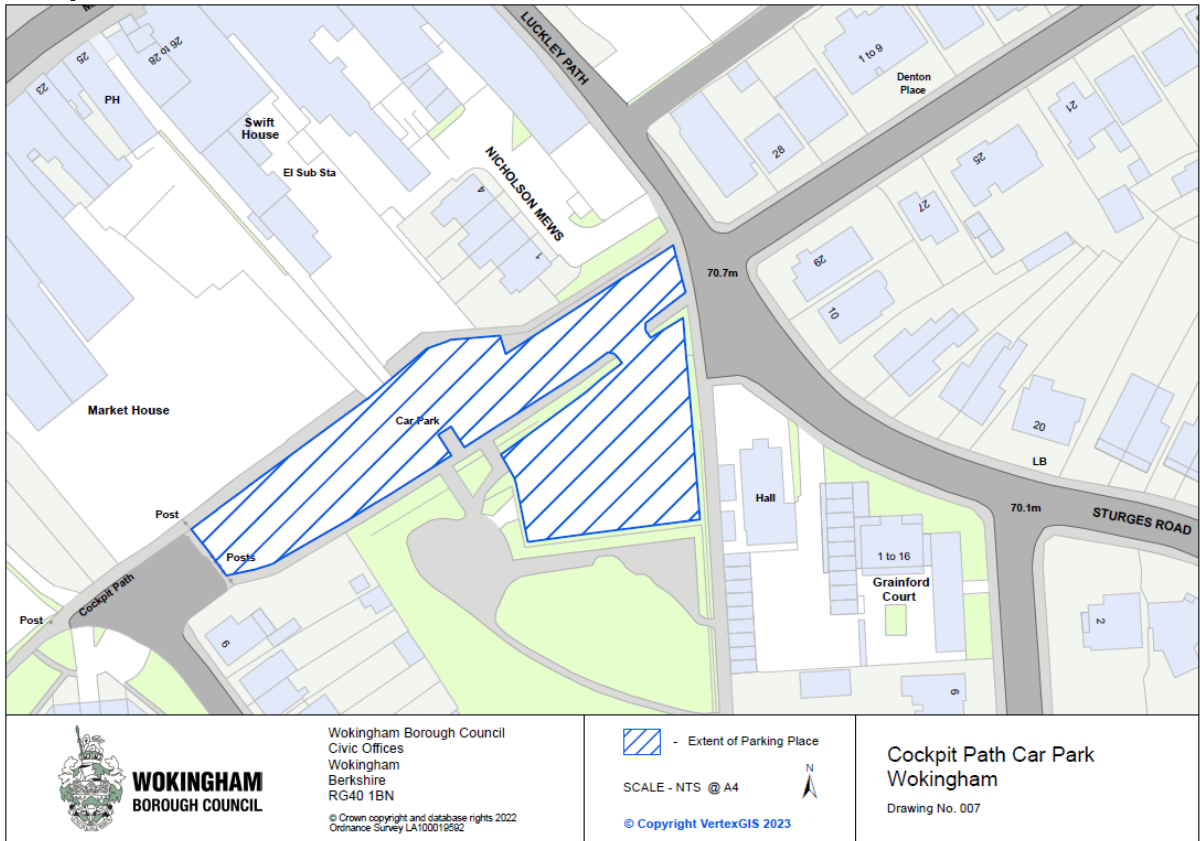 LUCKLEY PATH
23
25
PH
26 to 28
Swift
House
El Sub Sta
NICHOLSON MEWS
4
1
1 to 9
Denton
Place
28
21
25
27
29
10
70.7m
Market House
Car Park
Post
Posts
Cockpit Path
Post
6
Hall
1 to 16
Grainford
Court
20
LB
70.1m
STURGES ROAD
2
6
WOKINGHAM
BOROUGH COUNCIL
Wokingham Borough Council
Civic Offices
Wokingham
Berkshire
RG40 1BN
© Crown copyright and database rights 2022
Ordnance Survey LA100019592
- Extent of Parking Place
SCALE - NTS @ A4
N
© Copyright VertexGIS 2023
Cockpit Path Car Park
Wokingham
Drawing No. 007